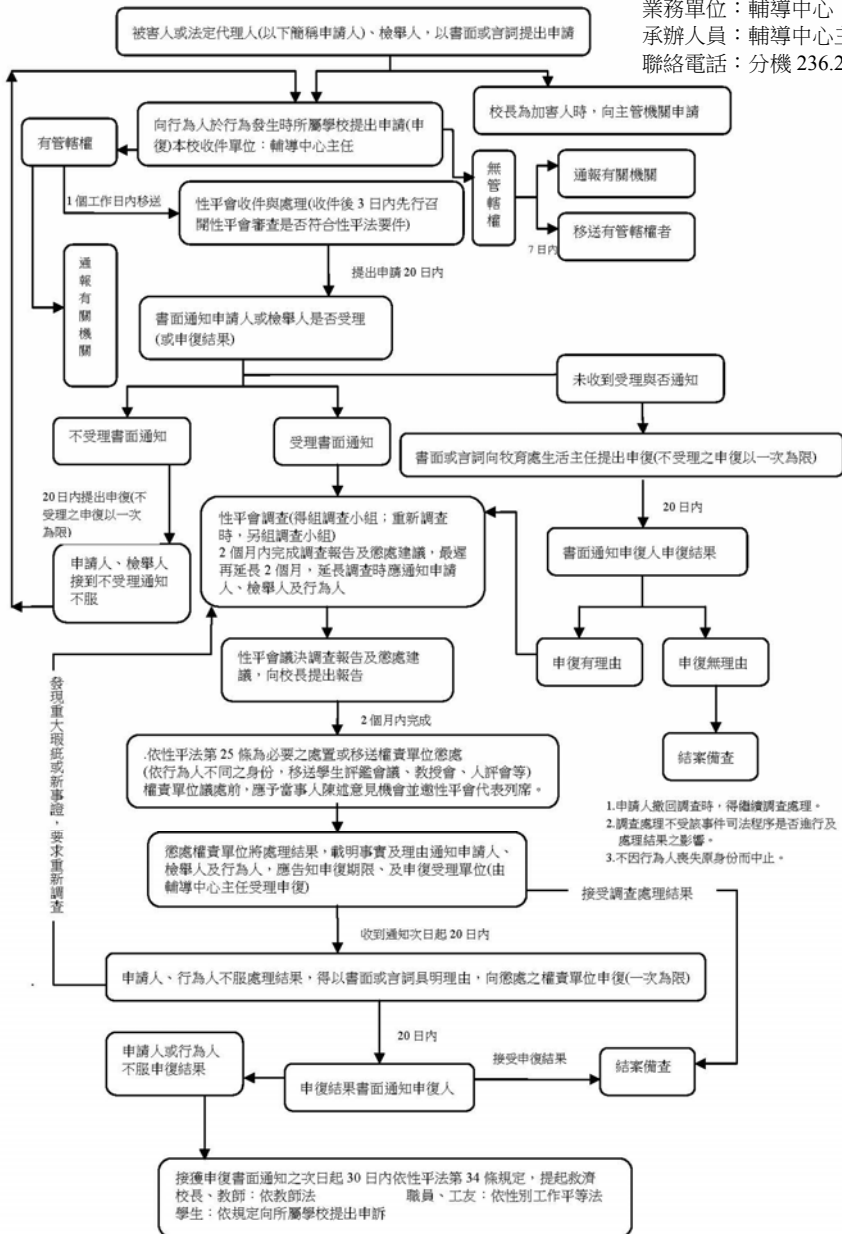 業務單位：輔導中心
承辦人員：輔導中心主
聯絡電話：分機 236.2
被害人或法定代理人(以下簡稱申請人)、檢舉人，以書面或言詞提出申請
校長為加害人時，向主管機關申請
向行為人於行為發生時所屬學校提出申請(申
復)本校收件單位：輔導中心主任
有管轄權
無管轄權
通報有關機關
移送有管轄權者
7 日內
1 個工作日內移送
性平會收件與處理(收件後 3 日內先行召
開性平會審查是否符合性平法要件)
通報有關機關
提出申請 20 日內
書面通知申請人或檢舉人是否受理
(或申復結果)
未收到受理與否通知
不受理書面通知
受理書面通知
書面或言詞向牧育處生活主任提出申復(不受理之申復以一次為限)
20 日內提出申復(不
受理之申復以一次
為限)
20 日內
性平會調查(得組調查小組；重新調查
時，另組調查小組)
2 個月內完成調查報告及懲處建議，最遲
再延長 2 個月，延長調查時應通知申請
人、檢舉人及行為人
書面通知申復人申復結果
申請人、檢舉人
接到不受理通知
不服
申復有理由
申復無理由
性平會議決調查報告及懲處建
議，向校長提出報告
發現重大瑕疵或新事證，要求重新調查
2 個月內完成
結案備查
.依性平法第 25 條為必要之處置或移送權責單位懲處
(依行為人不同之身份，移送學生評鑑會議、教授會、人評會等)
權責單位議處前，應予當事人陳述意見機會並邀性平會代表列席。
1.申請人撤回調查時，得繼續調查處理。
2.調查處理不受該事件司法程序是否進行及
處理結果之影響。
3.不因行為人喪失原身份而中止。
懲處權責單位將處理結果，載明事實及理由通知申請人、
檢舉人及行為人，應告知申復期限、及申復受理單位(由
輔導中心主任受理申復)
接受調查處理結果
收到通知次日起 20 日內
申請人、行為人不服處理結果，得以書面或言詞具明理由，向懲處之權責單位申復(一次為限)
20 日內
申請人或行為人
不服申復結果
申復結果書面通知申復人
接受申復結果
結案備查
接獲申復書面通知之次日起 30 日內依性平法第 34 條規定，提起救濟
校長、教師：依教師法 職員、工友：依性別工作平等法
學生：依規定向所屬學校提出申訴